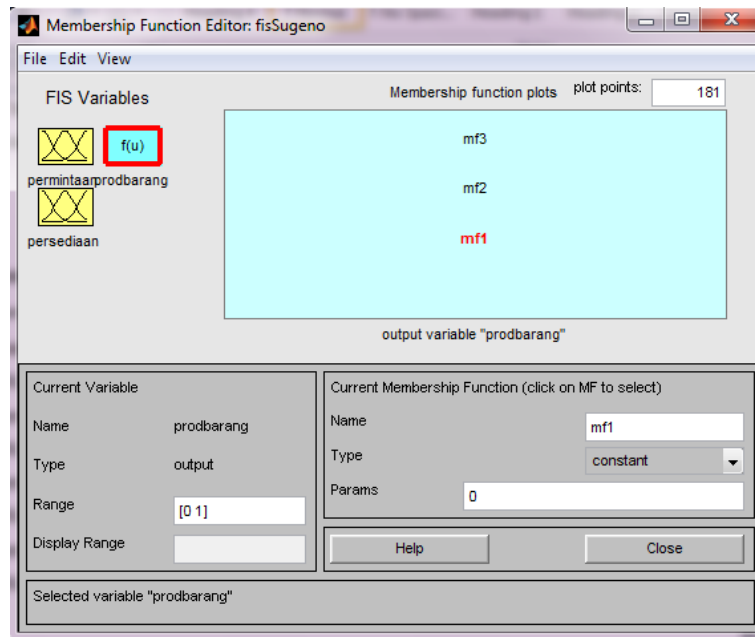 Membership Function Editor: fisSugeno
File Edit View
FIS Variables
Membership function plots plot points: 181
f(u)
permintaan prodbarang
persediaan
mf3
mf2
mf1
output variable "prodbarang"
Current Variable
Name prodbarang
Type output
Range [0 1]
Display Range
Current Membership Function (click on MF to select)
Name mf1
Type constant
Params 0
Help Close
Selected variable "prodbarang"